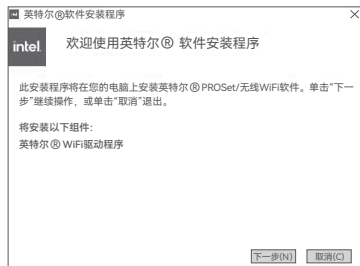 英特尔®软件安装程序
intel.
欢迎使用英特尔® 软件安装程序
此安装程序将在您的电脑上安装英特尔® PROSet/无线WiFi软件。单击“下一
步”继续操作，或单击“取消”退出。
将安装以下组件:
英特尔® WiFi驱动程序
下一步(N) 取消(C)